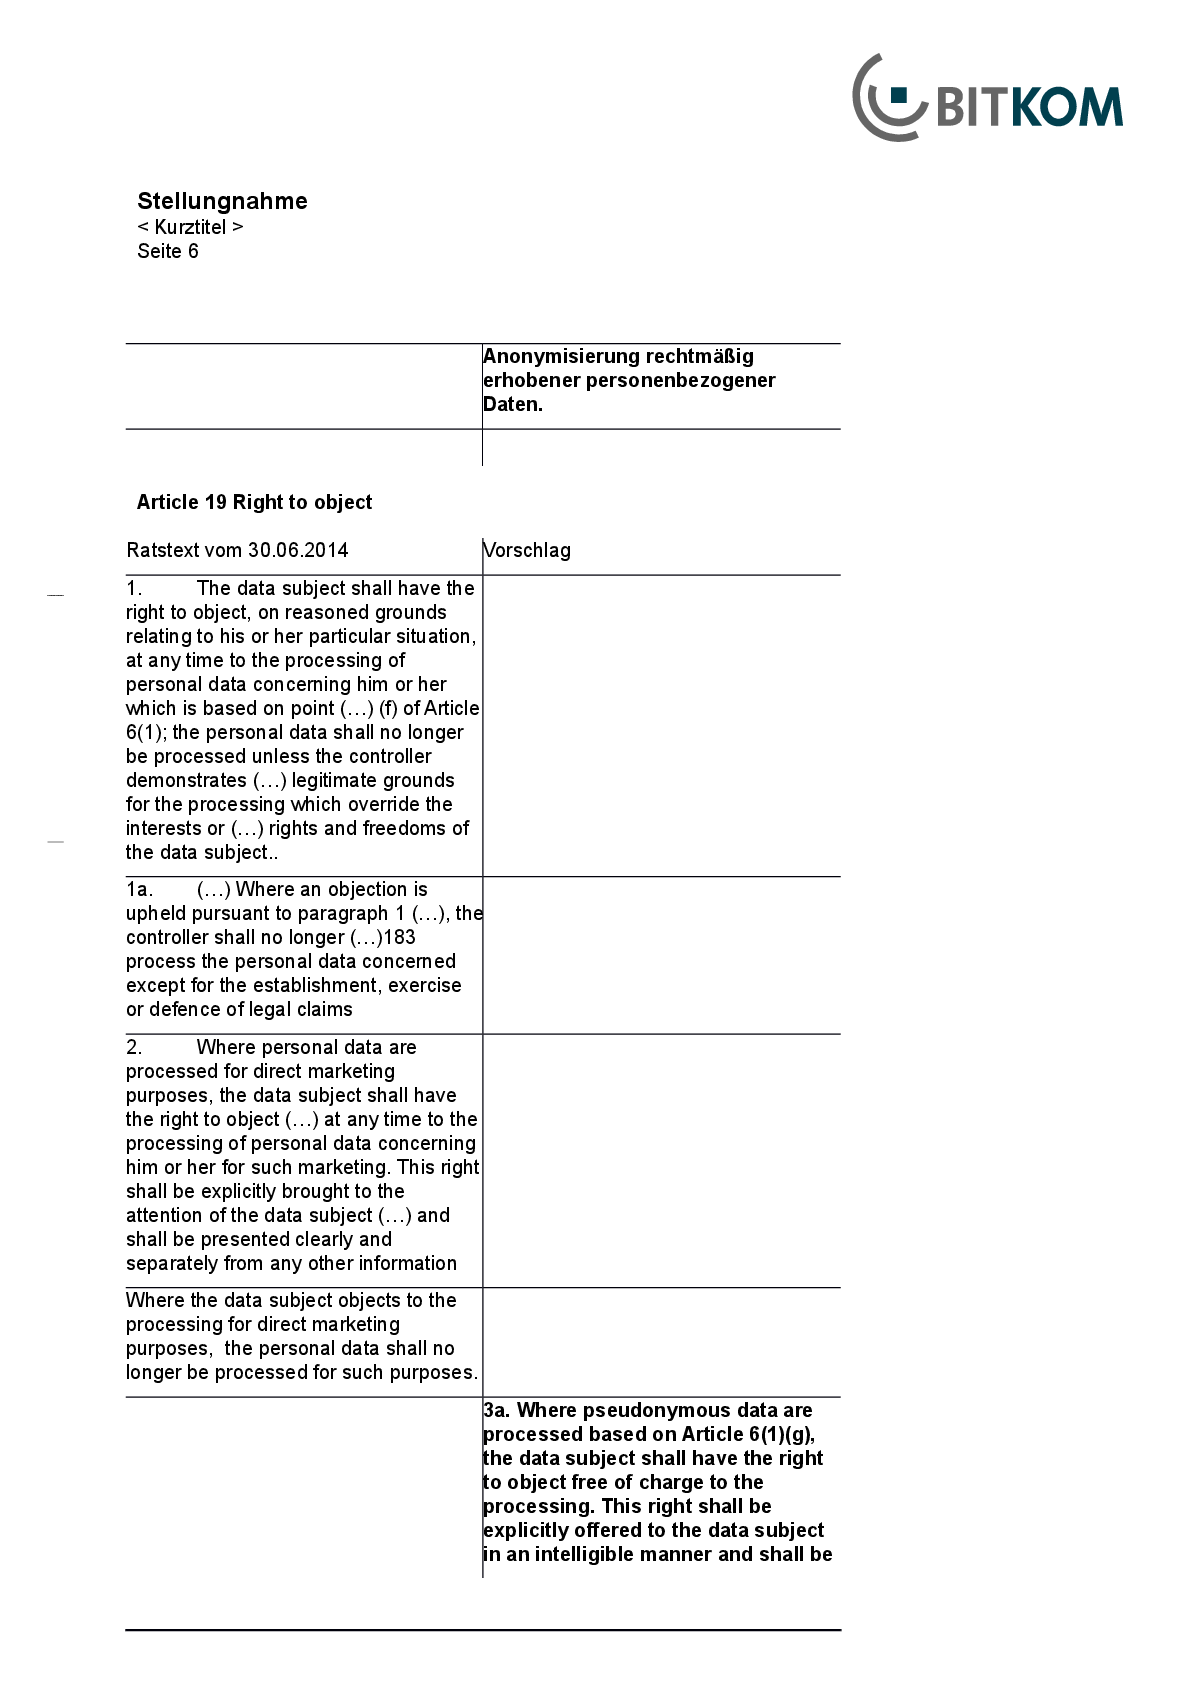 BITKOM
Stellungnahme
< Kurztitel >
Seite 6
Anonymisierung rechtmäßig
erhobener personenbezogener
Daten.
Article 19 Right to object
Ratstext vom 30.06.2014
Vorschlag
1. The data subject shall have the
right to object, on reasoned grounds
relating to his or her particular situation,
at any time to the processing of
personal data concerning him or her
which is based on point (…) (f) of Article
6(1); the personal data shall no longer
be processed unless the controller
demonstrates (…) legitimate grounds
for the processing which override the
interests or (…) rights and freedoms of
the data subject..
1a. (…) Where an objection is
upheld pursuant to paragraph 1 (…), the
controller shall no longer (…)183
process the personal data concerned
except for the establishment, exercise
or defence of legal claims
2. Where personal data are
processed for direct marketing
purposes, the data subject shall have
the right to object (…) at any time to the
processing of personal data concerning
him or her for such marketing. This right
shall be explicitly brought to the
attention of the data subject (…) and
shall be presented clearly and
separately from any other information
Where the data subject objects to the
processing for direct marketing
purposes, the personal data shall no
longer be processed for such purposes.
3a. Where pseudonymous data are
processed based on Article 6(1)(g),
the data subject shall have the right
to object free of charge to the
processing. This right shall be
explicitly offered to the data subject
in an intelligible manner and shall be